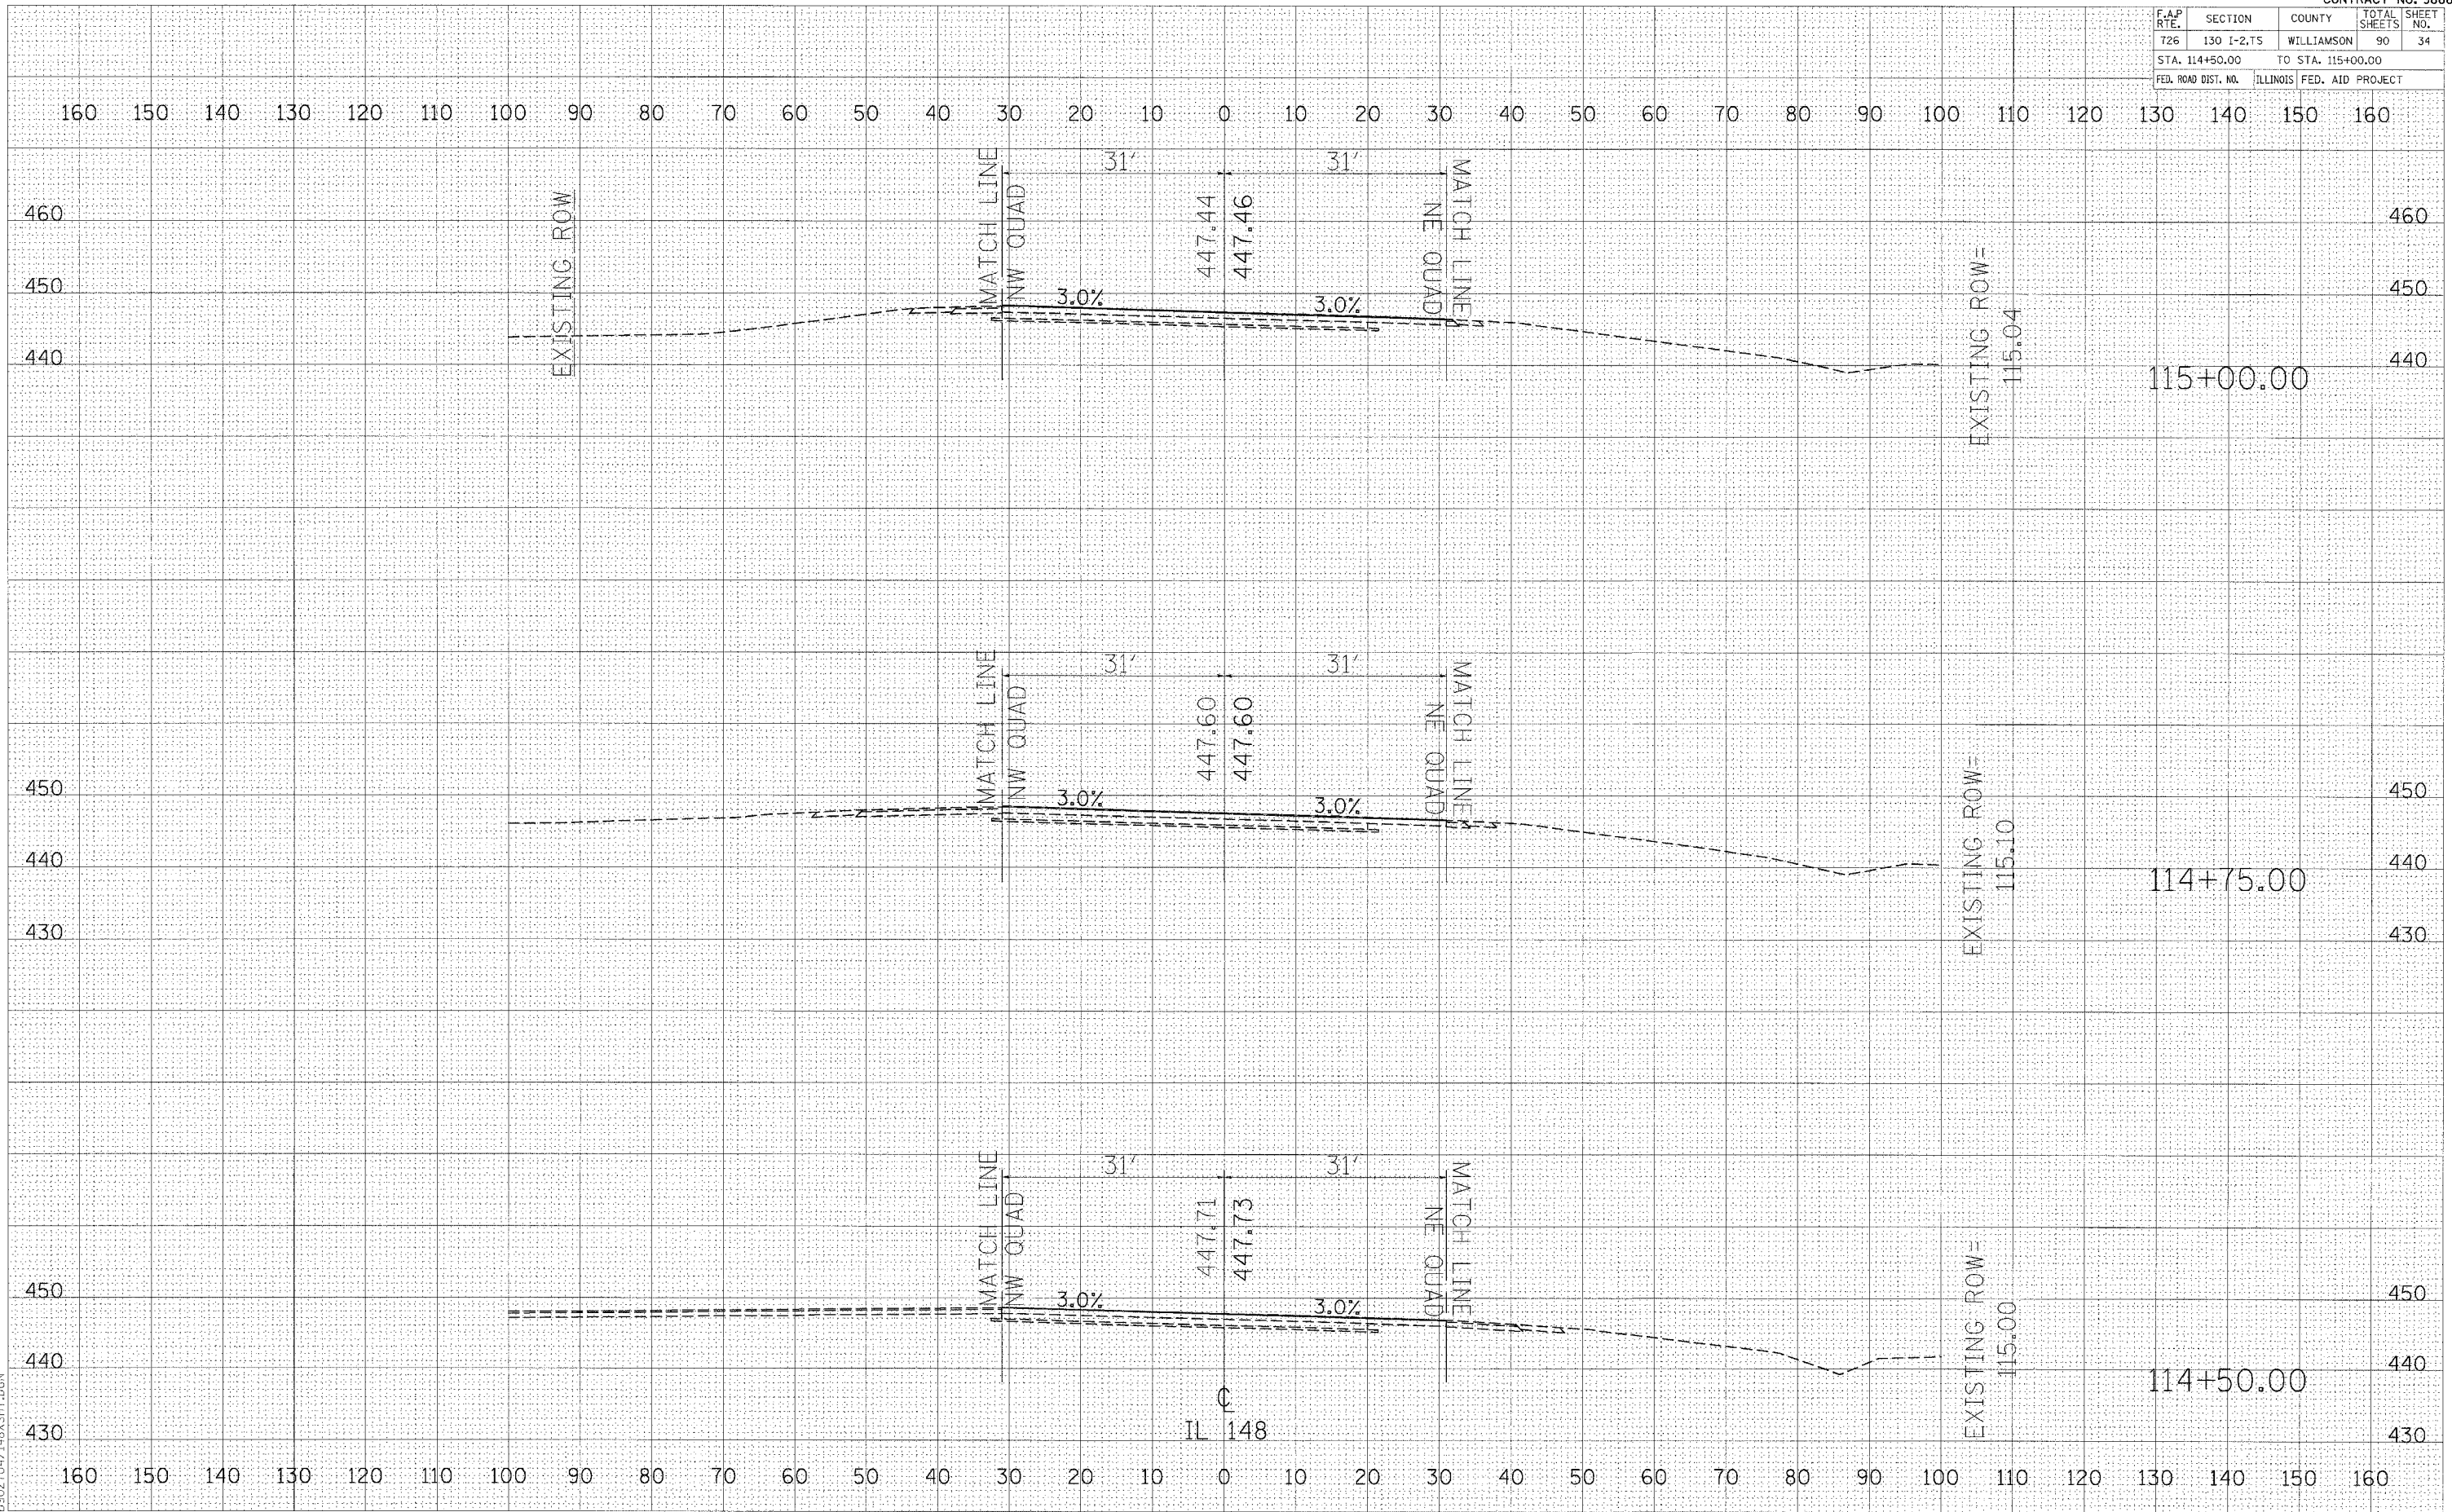 F.A.P RTE. SECTION COUNTY TOTAL SHEETS SHEET NO.
726 130 I-2,TS WILLIAMSON 90 34
STA. 114+50.00 TO STA. 115+00.00
FED. ROAD DIST. NO. ILLINOIS FED. AID PROJECT
160 150 140 130 120 110 100 90 80 70 60 50 40 30 20 10 0 10 20 30 40 50 60 70 80 90 100 110 120 130 140 150 160
EXISTING ROW
MATCH LINE
NW QUAD
31' 31'
447.44
447.46
MATCH LINE
NE QUAD
3.0% 3.0%
460 460
450 450
440 440
EXISTING ROW=
115.04
115+00.00
MATCH LINE
NW QUAD
31' 31'
447.60
447.60
MATCH LINE
NE QUAD
3.0% 3.0%
450 450
440 440
430 430
EXISTING ROW=
115.10
114+75.00
MATCH LINE
NW QUAD
31' 31'
447.71
447.73
MATCH LINE
NE QUAD
3.0% 3.0%
450 450
440 440
430 430
EXISTING ROW=
115.00
114+50.00
℄
IL 148
160 150 140 130 120 110 100 90 80 70 60 50 40 30 20 10 0 10 20 30 40 50 60 70 80 90 100 110 120 130 140 150 160